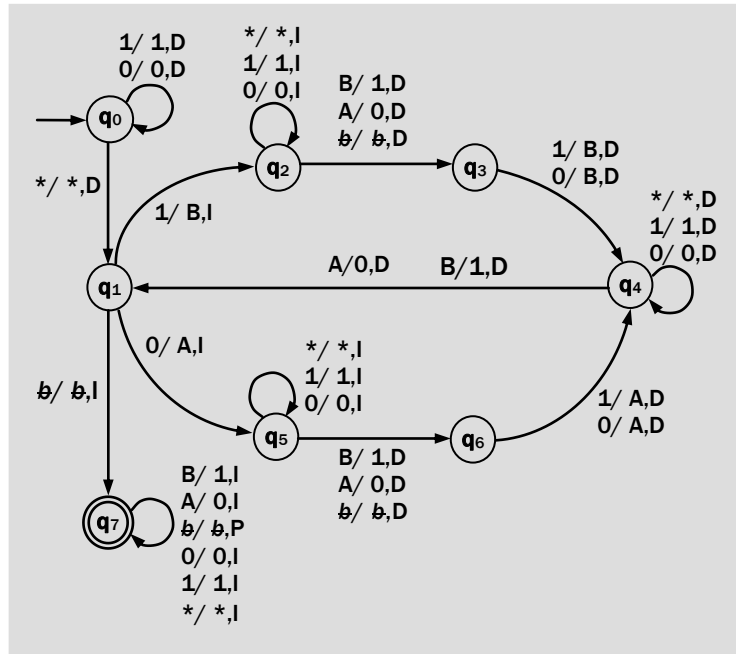 1/ 1,D
0/ 0,D
q0
*/ *,D
*/ *,I
1/ 1,I
0/ 0,I
q2
B/ 1,D
A/ 0,D
ƀ/ ƀ,D
q3
1/ B,D
0/ B,D
*/ *,D
1/ 1,D
0/ 0,D
q4
1/ B,I
A/0,D
B/1,D
q1
0/ A,I
*/ *,I
1/ 1,I
0/ 0,I
q5
ƀ/ ƀ,I
B/ 1,D
A/ 0,D
ƀ/ ƀ,D
q6
1/ A,D
0/ A,D
q7
B/ 1,I
A/ 0,I
ƀ/ ƀ,P
0/ 0,I
1/ 1,I
*/ *,I